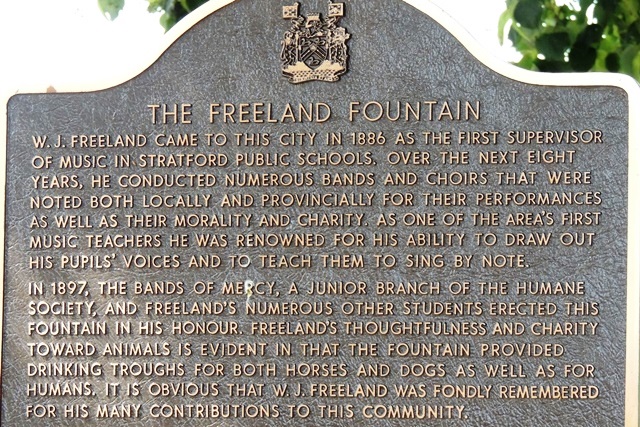 THE FREELAND FOUNTAIN
W. J. FREELAND CAME TO THIS CITY IN 1886 AS THE FIRST SUPERVISOR
OF MUSIC IN STRATFORD PUBLIC SCHOOLS. OVER THE NEXT EIGHT
YEARS, HE CONDUCTED NUMEROUS BANDS AND CHOIRS THAT WERE
NOTED BOTH LOCALLY AND PROVINCIALLY FOR THEIR PERFORMANCES
AS WELL AS THEIR MORALITY AND CHARITY. AS ONE OF THE AREA'S FIRST
MUSIC TEACHERS HE WAS RENOWNED FOR HIS ABILITY TO DRAW OUT
HIS PUPILS' VOICES AND TO TEACH THEM TO SING BY NOTE.
IN 1897, THE BANDS OF MERCY, A JUNIOR BRANCH OF THE HUMANE
SOCIETY, AND FREELAND'S NUMEROUS OTHER STUDENTS ERECTED THIS
FOUNTAIN IN HIS HONOUR. FREELAND'S THOUGHTFULNESS AND CHARITY
TOWARD ANIMALS IS EVIDENT IN THAT THE FOUNTAIN PROVIDED
DRINKING TROUGHS FOR BOTH HORSES AND DOGS AS WELL AS FOR
HUMANS. IT IS OBVIOUS THAT W. J. FREELAND WAS FONDLY REMEMBERED
FOR HIS MANY CONTRIBUTIONS TO THIS COMMUNITY.